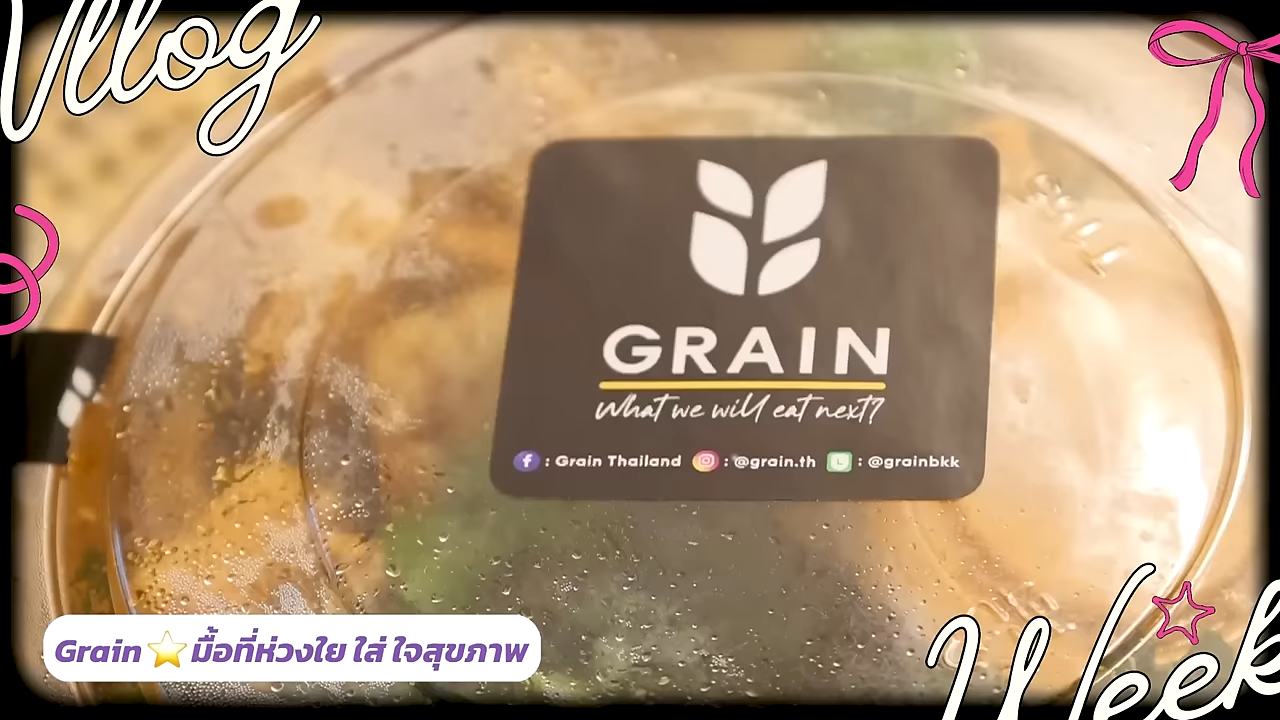 Vlog
GRAIN
What we will eat next?
: Grain Thailand : @grain.th : @grainbkk
Grain⭐มื้อที่ห่วงใย ใส่ ใจสุขภาพ
Week